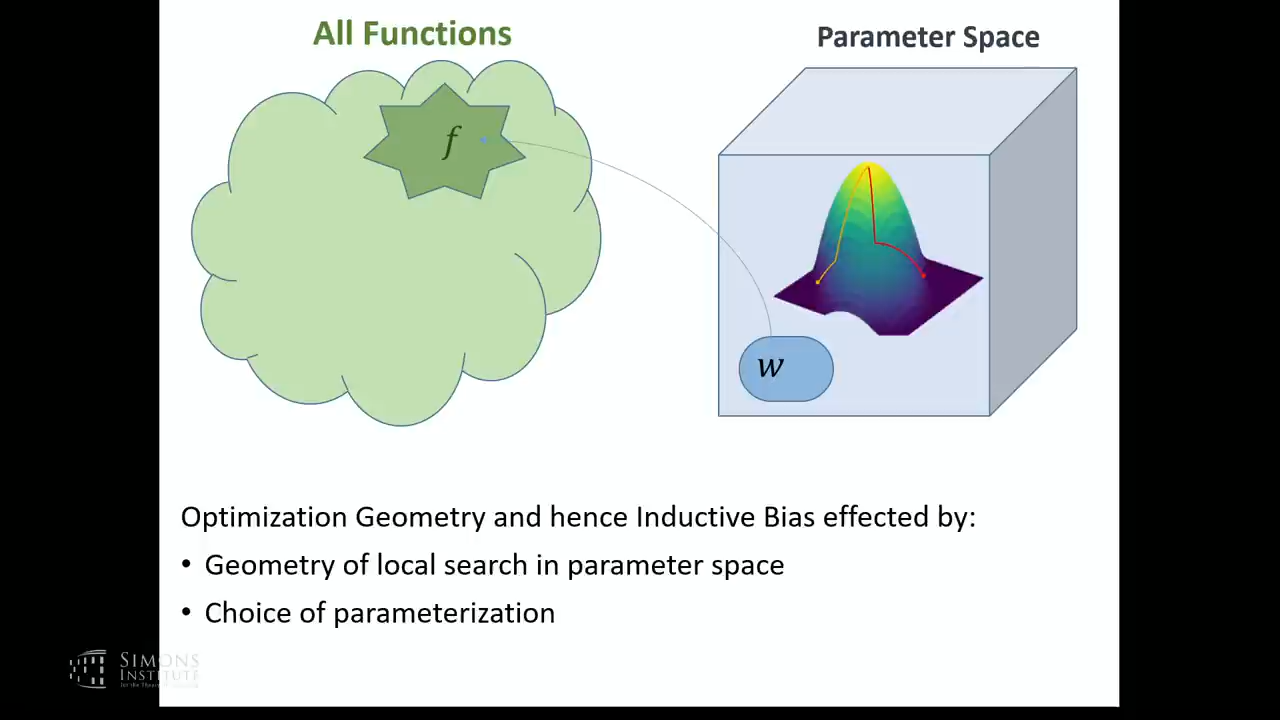 All Functions
Parameter Space
f
w
Optimization Geometry and hence Inductive Bias effected by:
• Geometry of local search in parameter space
• Choice of parameterization
SIMONS
INSTITUTE